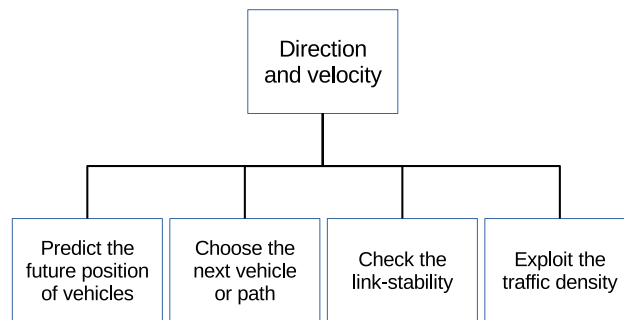 Direction
and velocity
Predict the
future position
of vehicles
Choose the
next vehicle
or path
Check the
link-stability
Exploit the
traffic density